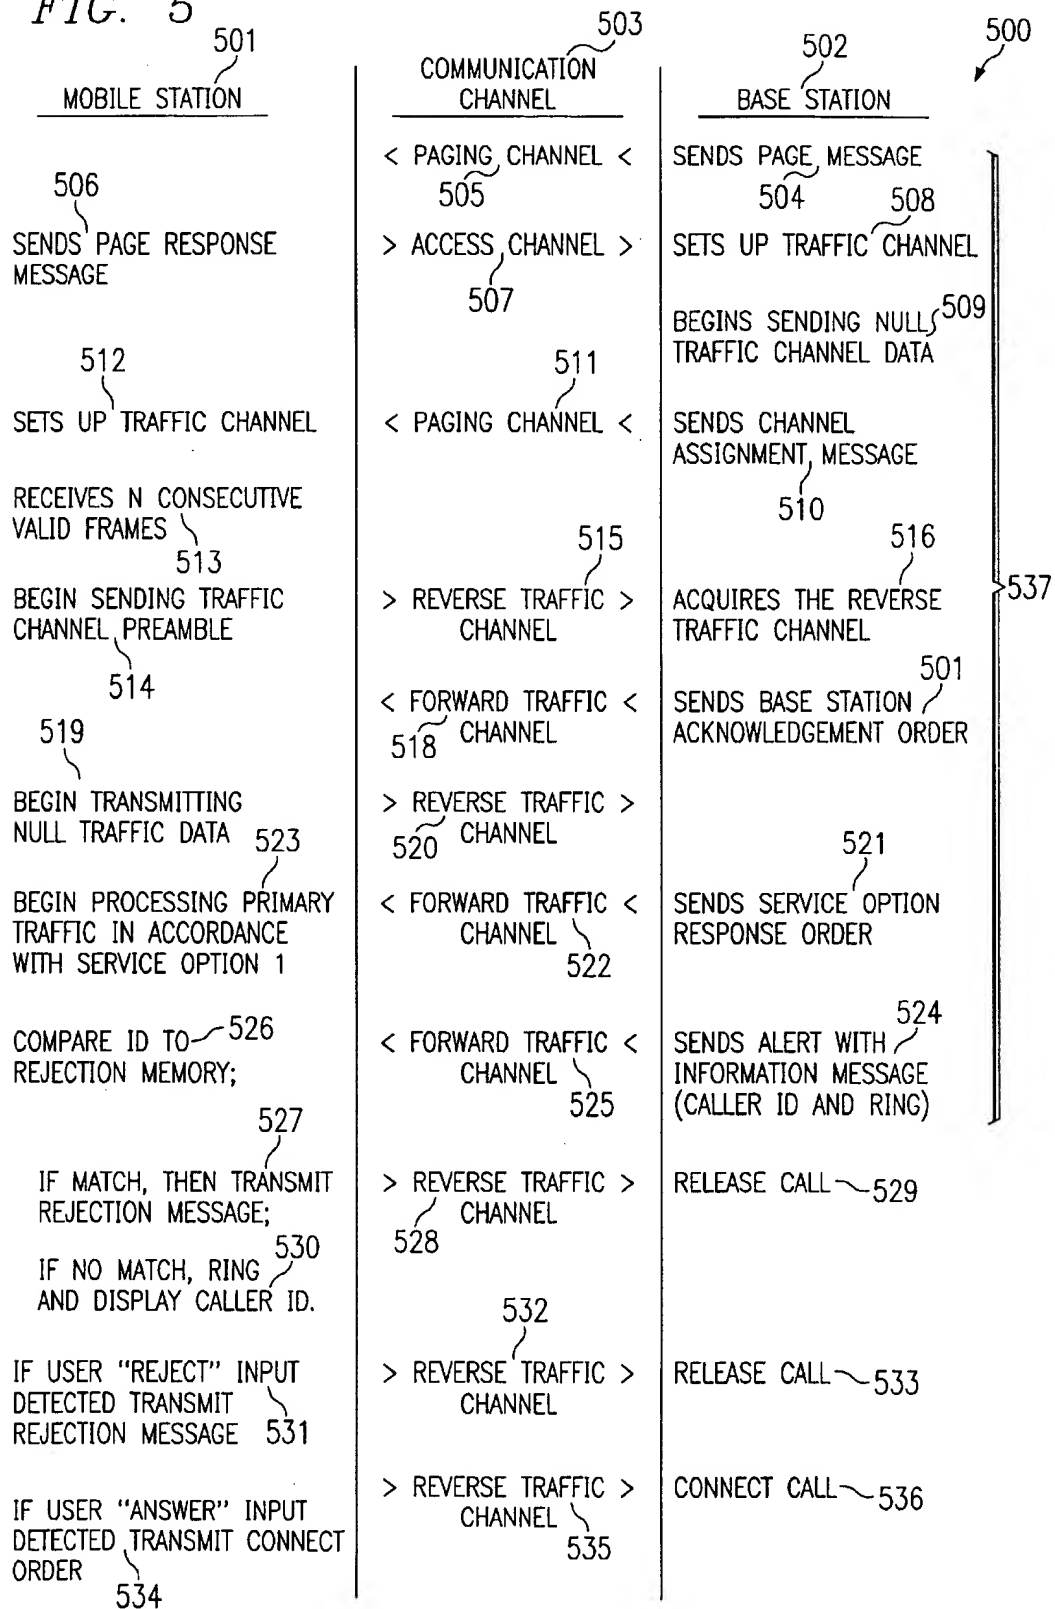 FIG. 5
500
501
MOBILE STATION
503
COMMUNICATION
CHANNEL
502
BASE STATION
< PAGING CHANNEL <
505
SENDS PAGE MESSAGE
504
506
SENDS PAGE RESPONSE
MESSAGE
> ACCESS CHANNEL >
507
508
SETS UP TRAFFIC CHANNEL
BEGINS SENDING NULL 509
TRAFFIC CHANNEL DATA
512
SETS UP TRAFFIC CHANNEL
511
< PAGING CHANNEL <
SENDS CHANNEL
ASSIGNMENT MESSAGE
510
RECEIVES N CONSECUTIVE
VALID FRAMES
513
BEGIN SENDING TRAFFIC
CHANNEL PREAMBLE
514
515
> REVERSE TRAFFIC >
CHANNEL
516
ACQUIRES THE REVERSE
TRAFFIC CHANNEL
537
< FORWARD TRAFFIC <
518 CHANNEL
501
SENDS BASE STATION
ACKNOWLEDGEMENT ORDER
519
BEGIN TRANSMITTING
NULL TRAFFIC DATA
> REVERSE TRAFFIC >
520 CHANNEL
523
BEGIN PROCESSING PRIMARY
TRAFFIC IN ACCORDANCE
WITH SERVICE OPTION 1
< FORWARD TRAFFIC <
CHANNEL
522
521
SENDS SERVICE OPTION
RESPONSE ORDER
COMPARE ID TO 526
REJECTION MEMORY;
< FORWARD TRAFFIC <
CHANNEL
525
524
SENDS ALERT WITH
INFORMATION MESSAGE
(CALLER ID AND RING)
527
IF MATCH, THEN TRANSMIT
REJECTION MESSAGE;
> REVERSE TRAFFIC >
CHANNEL
528
RELEASE CALL 529
530
IF NO MATCH, RING
AND DISPLAY CALLER ID.
IF USER "REJECT" INPUT
DETECTED TRANSMIT
REJECTION MESSAGE 531
532
> REVERSE TRAFFIC >
CHANNEL
RELEASE CALL 533
IF USER "ANSWER" INPUT
DETECTED TRANSMIT CONNECT
ORDER
534
> REVERSE TRAFFIC >
CHANNEL
535
CONNECT CALL 536